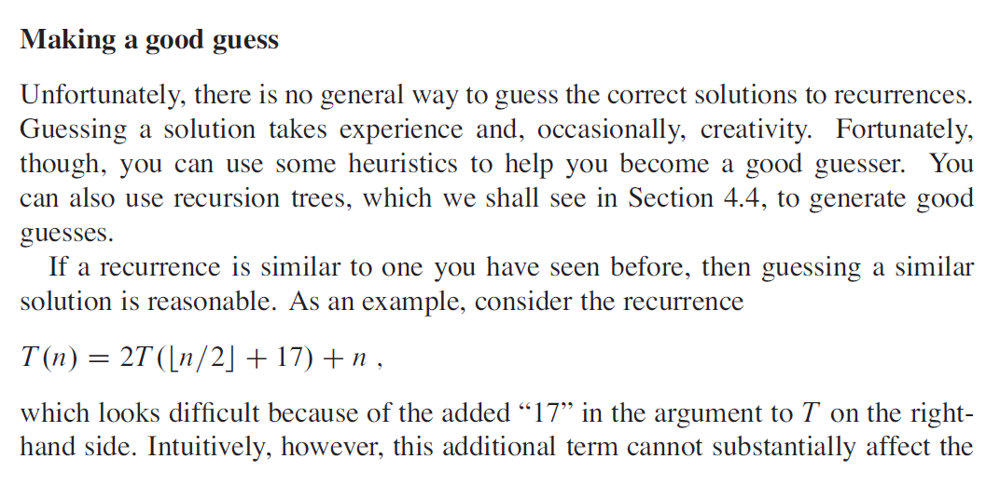 Making a good guess
Unfortunately, there is no general way to guess the correct solutions to recurrences.
Guessing a solution takes experience and, occasionally, creativity. Fortunately,
though, you can use some heuristics to help you become a good guesser. You
can also use recursion trees, which we shall see in Section 4.4, to generate good
guesses.
If a recurrence is similar to one you have seen before, then guessing a similar
solution is reasonable. As an example, consider the recurrence
T(n) = 2T(⌊n/2⌋ + 17) + n ,
which looks difficult because of the added “17” in the argument to T on the right-
hand side. Intuitively, however, this additional term cannot substantially affect the